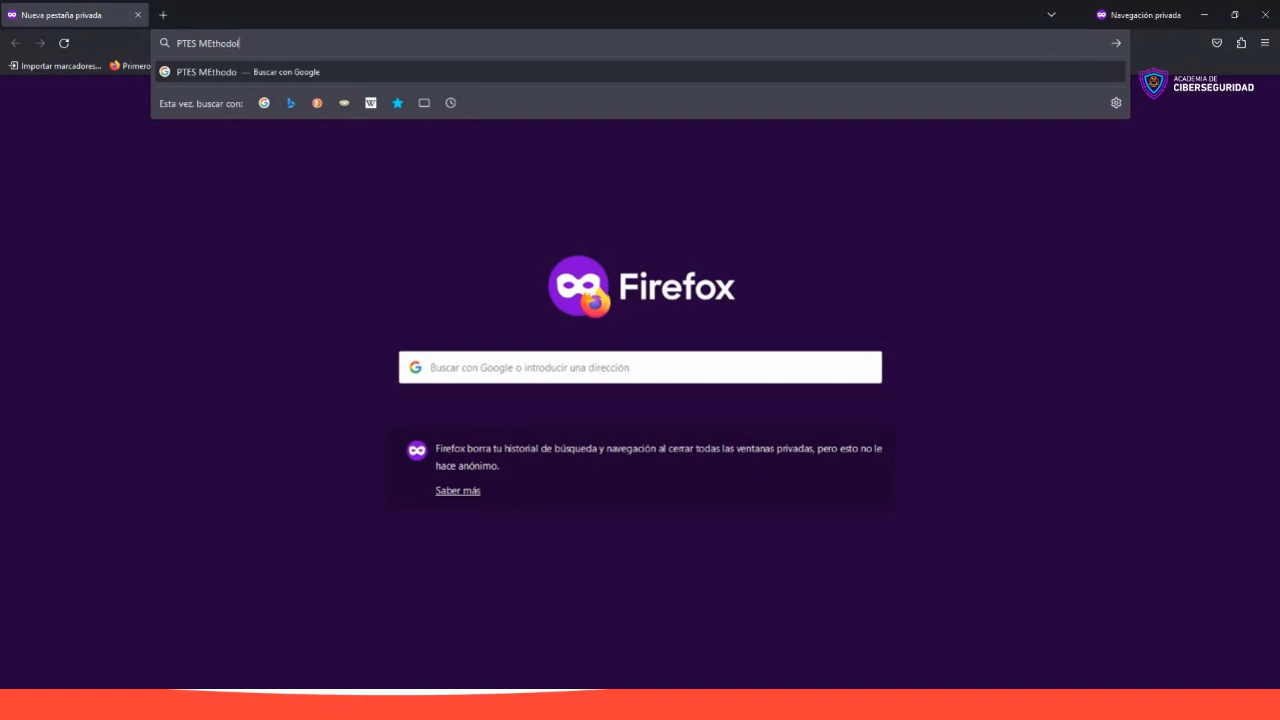 Nueva pestaña privada
Navegación privada
PTES MEthodol
Importar marcadores...
Primero
PTES MEthodo — Buscar con Google
Esta vez, buscar con:
W
ACADEMIA DE
CIBERSEGURIDAD
Firefox
Buscar con Google o introducir una dirección
Firefox borra tu historial de búsqueda y navegación al cerrar todas las ventanas privadas, pero esto no le
hace anónimo.
Saber más